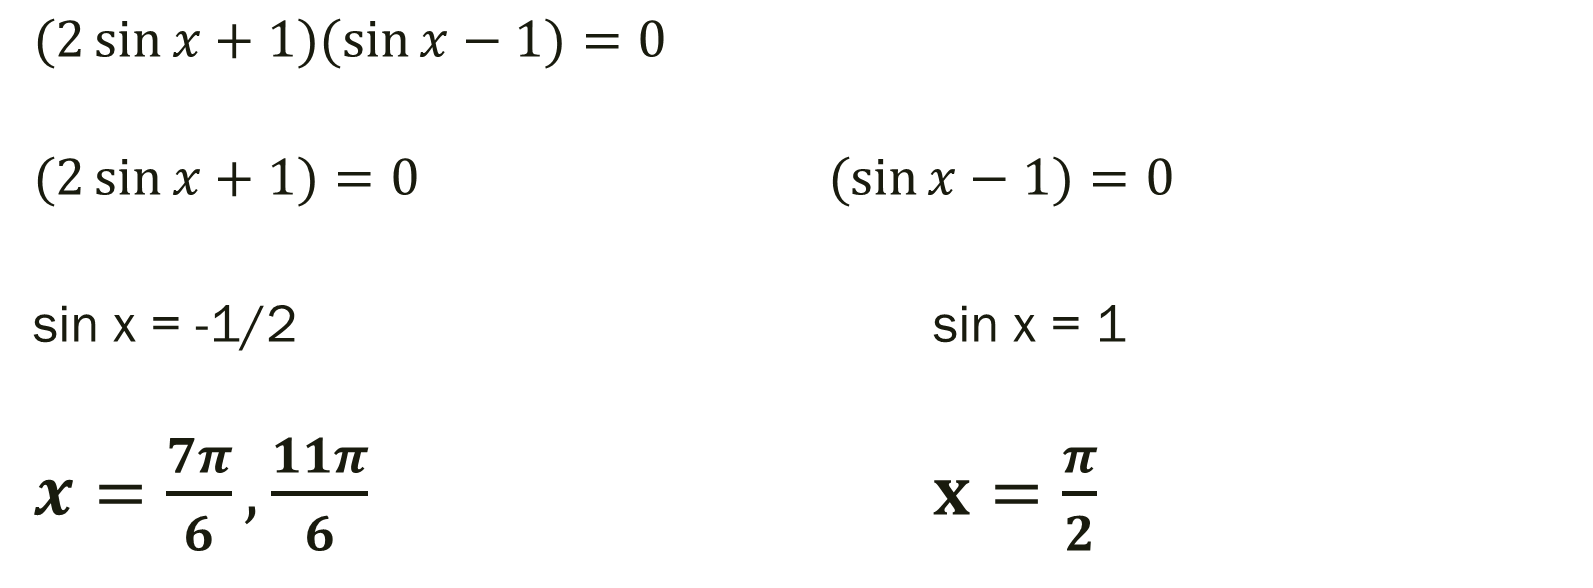 (2 sin x + 1)(sin x − 1) = 0
(2 sin x + 1) = 0
(sin x − 1) = 0
sin x = -1/2
sin x = 1
x = 7π/6 , 11π/6
x = π/2